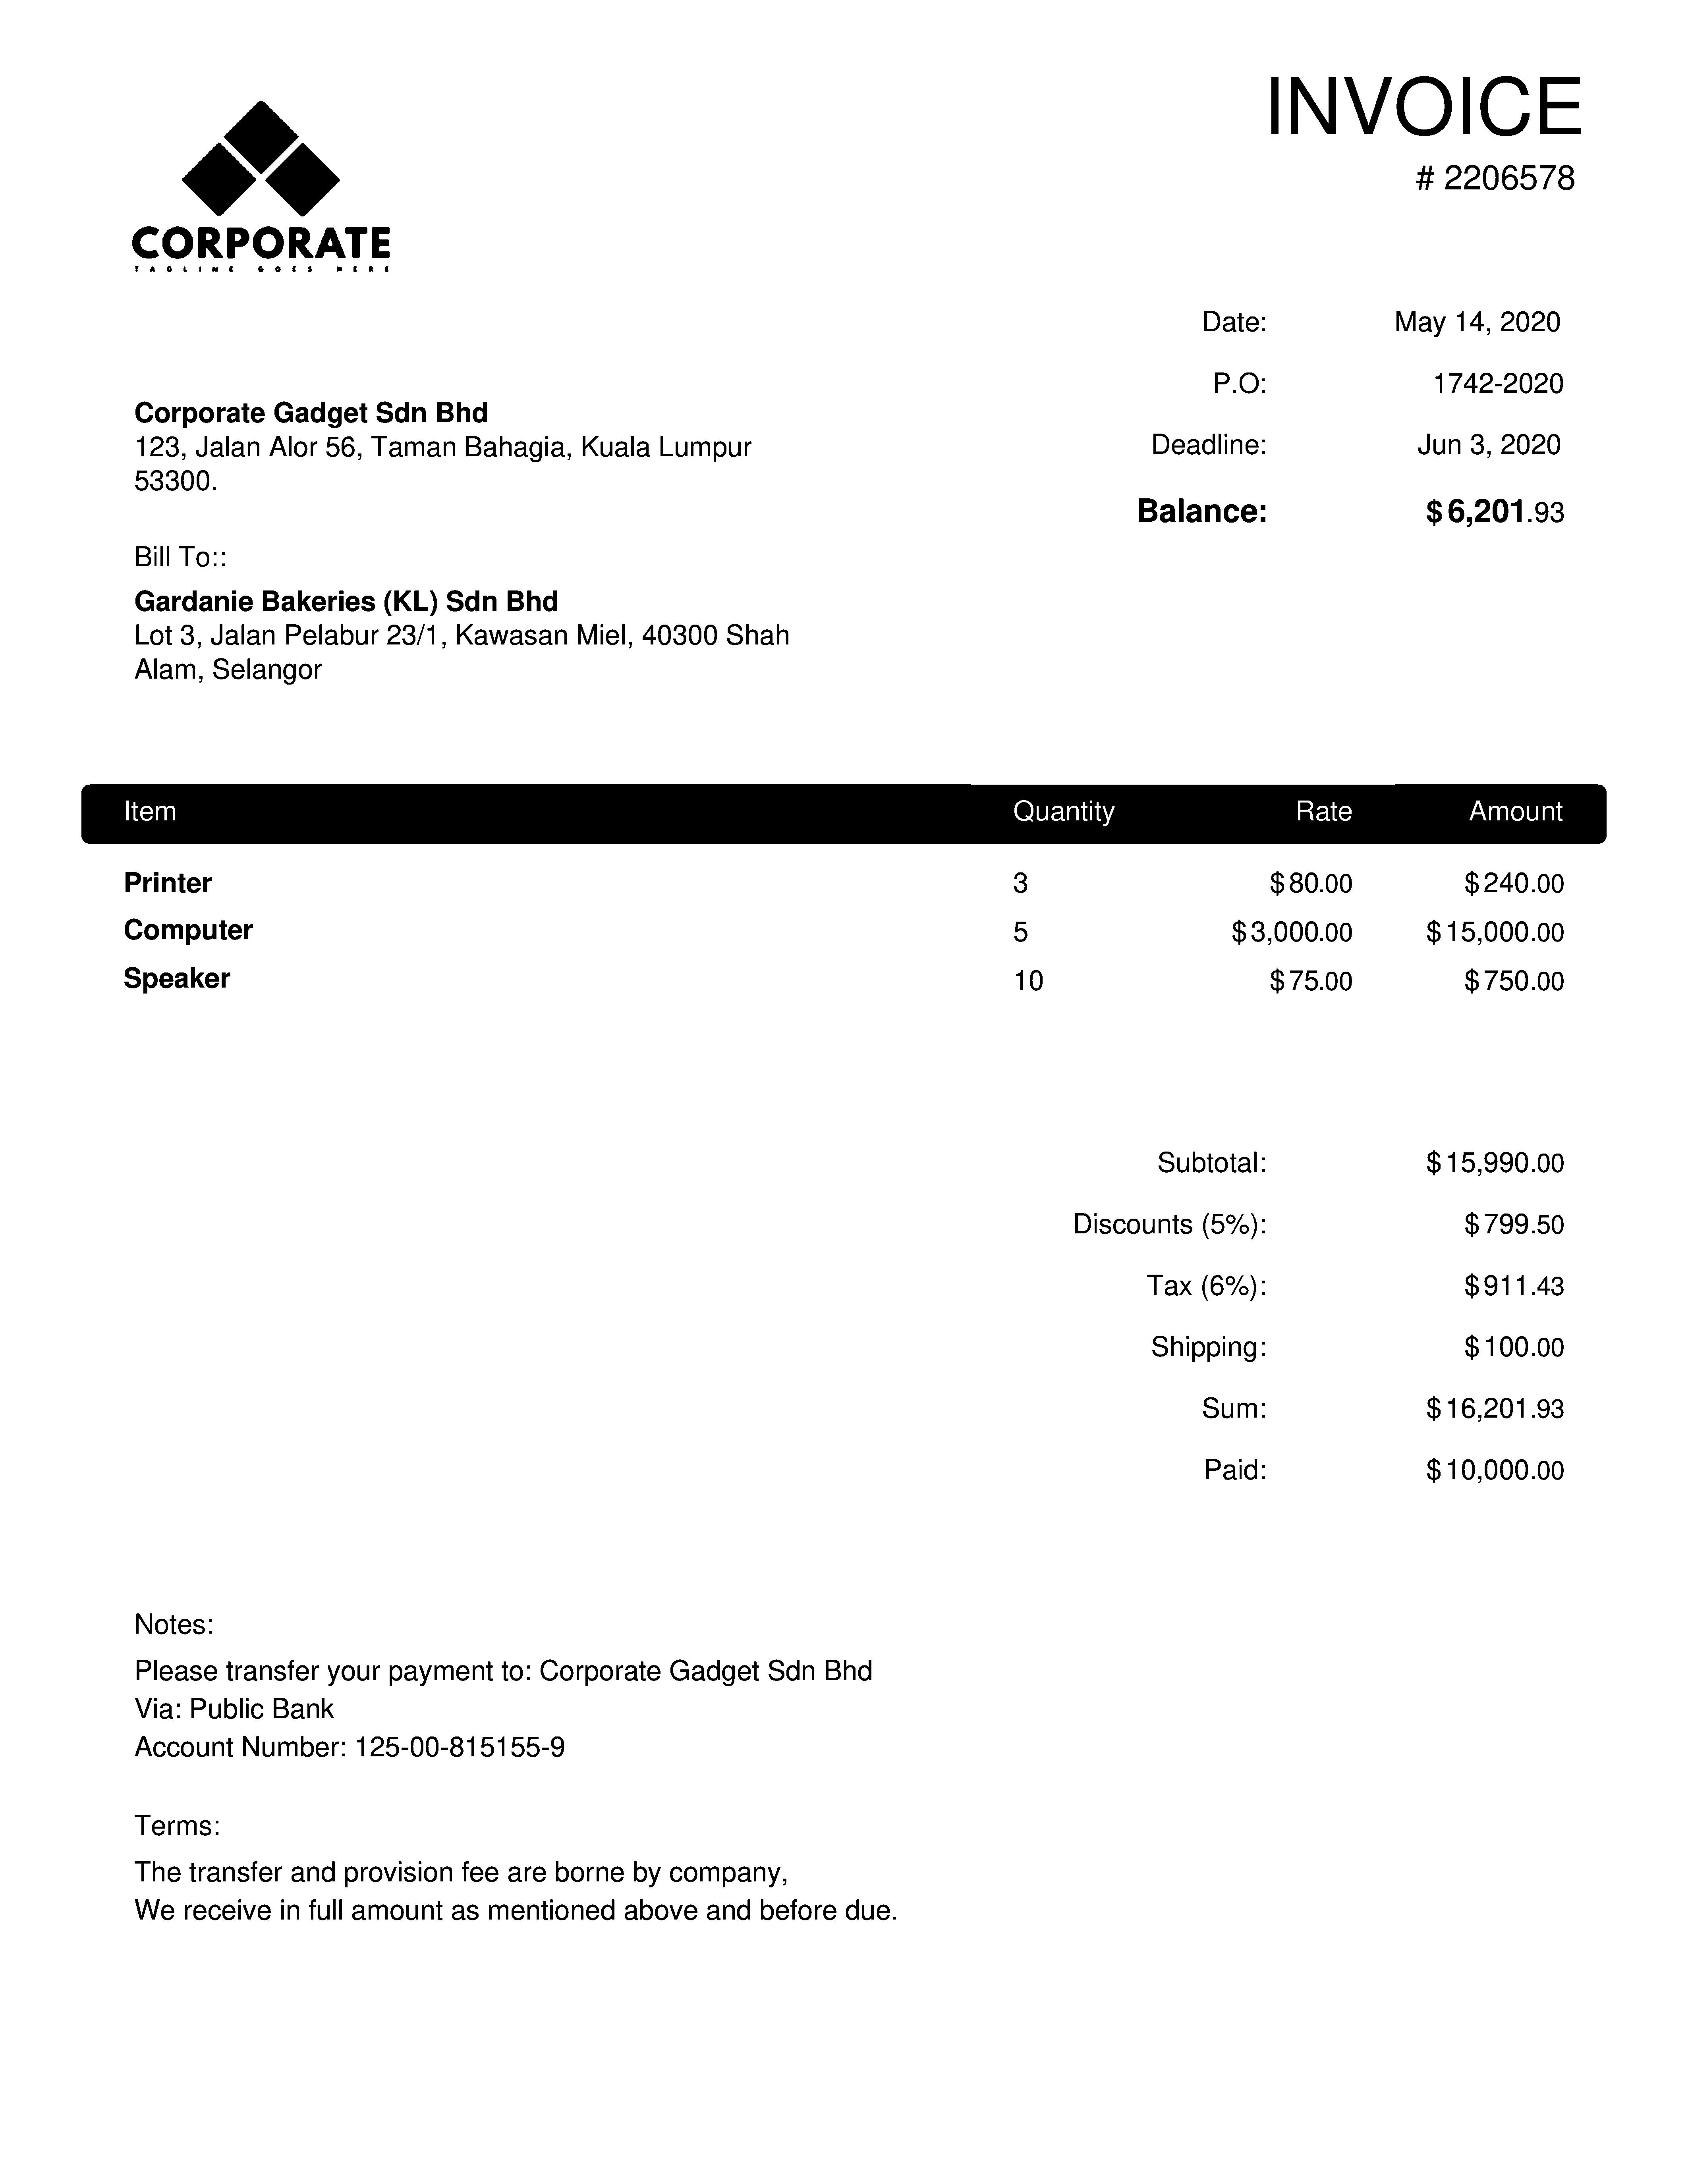 INVOICE
# 2206578
CORPORATE
TAGLINE GOES HERE
Date: May 14, 2020
P.O: 1742-2020
Deadline: Jun 3, 2020
Balance: $6,201.93
Corporate Gadget Sdn Bhd
123, Jalan Alor 56, Taman Bahagia, Kuala Lumpur
53300.
Bill To::
Gardanie Bakeries (KL) Sdn Bhd
Lot 3, Jalan Pelabur 23/1, Kawasan Miel, 40300 Shah
Alam, Selangor
Item Quantity Rate Amount
Printer 3 $80.00 $240.00
Computer 5 $3,000.00 $15,000.00
Speaker 10 $75.00 $750.00
Subtotal: $15,990.00
Discounts (5%): $799.50
Tax (6%): $911.43
Shipping: $100.00
Sum: $16,201.93
Paid: $10,000.00
Notes:
Please transfer your payment to: Corporate Gadget Sdn Bhd
Via: Public Bank
Account Number: 125-00-815155-9
Terms:
The transfer and provision fee are borne by company,
We receive in full amount as mentioned above and before due.